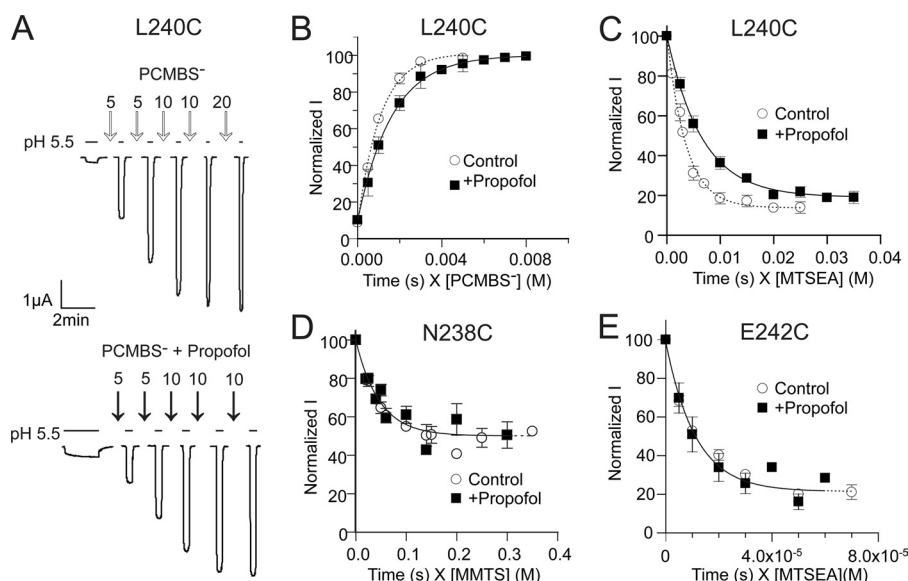 A
L240C
PCMBS⁻
5 5 10 10 20
pH 5.5
1µA
2min
PCMBS⁻ + Propofol
5 5 10 10 10
pH 5.5
B
L240C
Normalized I
100
80
60
40
20
0
Control
+Propofol
0.000 0.004 0.008
Time (s) X [PCMBS⁻] (M)
C
L240C
Normalized I
100
80
60
40
20
0
Control
+Propofol
0.00 0.01 0.02 0.03 0.04
Time (s) X [MTSEA] (M)
D
N238C
Normalized I
100
80
60
40
20
0
Control
+Propofol
0.0 0.1 0.2 0.3 0.4
Time (s) X [MMTS] (M)
E
E242C
Normalized I
100
80
60
40
20
0
Control
+Propofol
0 4.0x10⁻⁵ 8.0x10⁻⁵
Time (s) X [MTSEA](M)